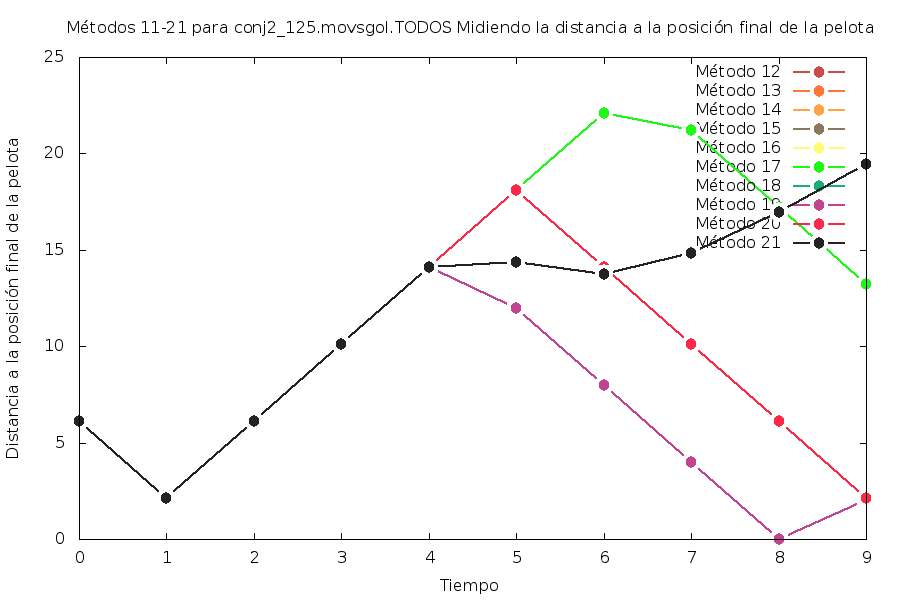 Métodos 11-21 para conj2_125.movsgol.TODOS Midiendo la distancia a la posición final de la pelota
Distancia a la posición final de la pelota
25
20
15
10
5
0
Método 12
Método 13
Método 14
Método 15
Método 16
Método 17
Método 18
Método 19
Método 20
Método 21
0 1 2 3 4 5 6 7 8 9
Tiempo